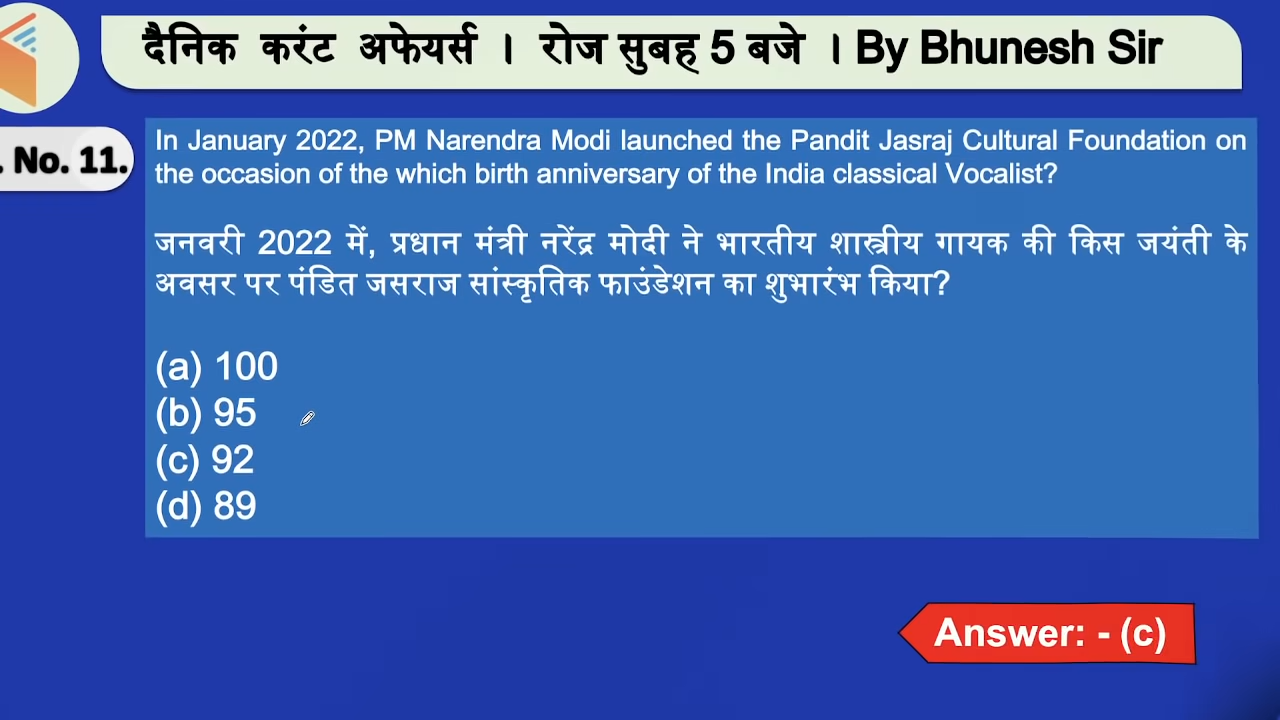 दैनिक करंट अफेयर्स । रोज सुबह 5 बजे । By Bhunesh Sir
. No. 11.
In January 2022, PM Narendra Modi launched the Pandit Jasraj Cultural Foundation on
the occasion of the which birth anniversary of the India classical Vocalist?
जनवरी 2022 में, प्रधान मंत्री नरेंद्र मोदी ने भारतीय शास्त्रीय गायक की किस जयंती के
अवसर पर पंडित जसराज सांस्कृतिक फाउंडेशन का शुभारंभ किया?
(a) 100
(b) 95
(c) 92
(d) 89
Answer: - (c)